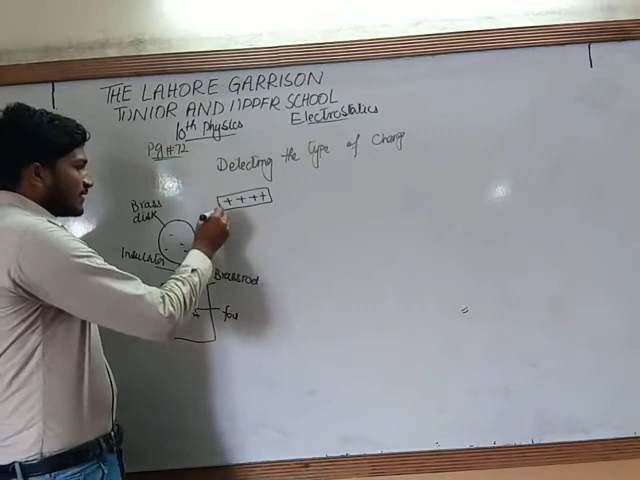 THE LAHORE GARRISON
JUNIOR AND UPPER SCHOOL
10th Physics
Electrostatics
Pg#72
Detecting the Type of Charge
++++
Brass
disk
Insulator
Brass rod
foil